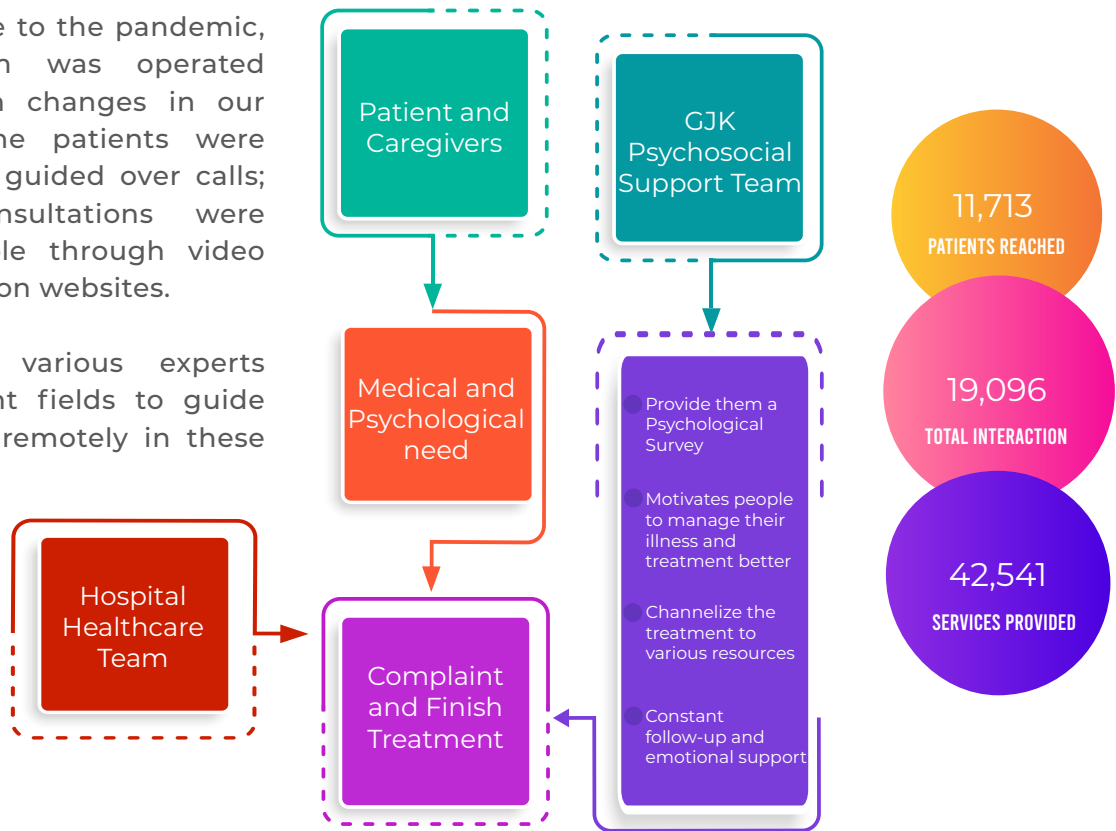 e to the pandemic,
was operated
changes in our
patients were
guided over calls;
were
through video
on websites.
various experts
fields to guide
remotely in these
Patient and
Caregivers
GJK
Psychosocial
Support Team
Medical and
Psychological
need
Provide them a
Psychological
Survey
Motivates people
to manage their
illness and
treatment better
Channelize the
treatment to
various resources
Constant
follow-up and
emotional support
Hospital
Healthcare
Team
Complaint
and Finish
Treatment
11,713
PATIENTS REACHED
19,096
TOTAL INTERACTION
42,541
SERVICES PROVIDED